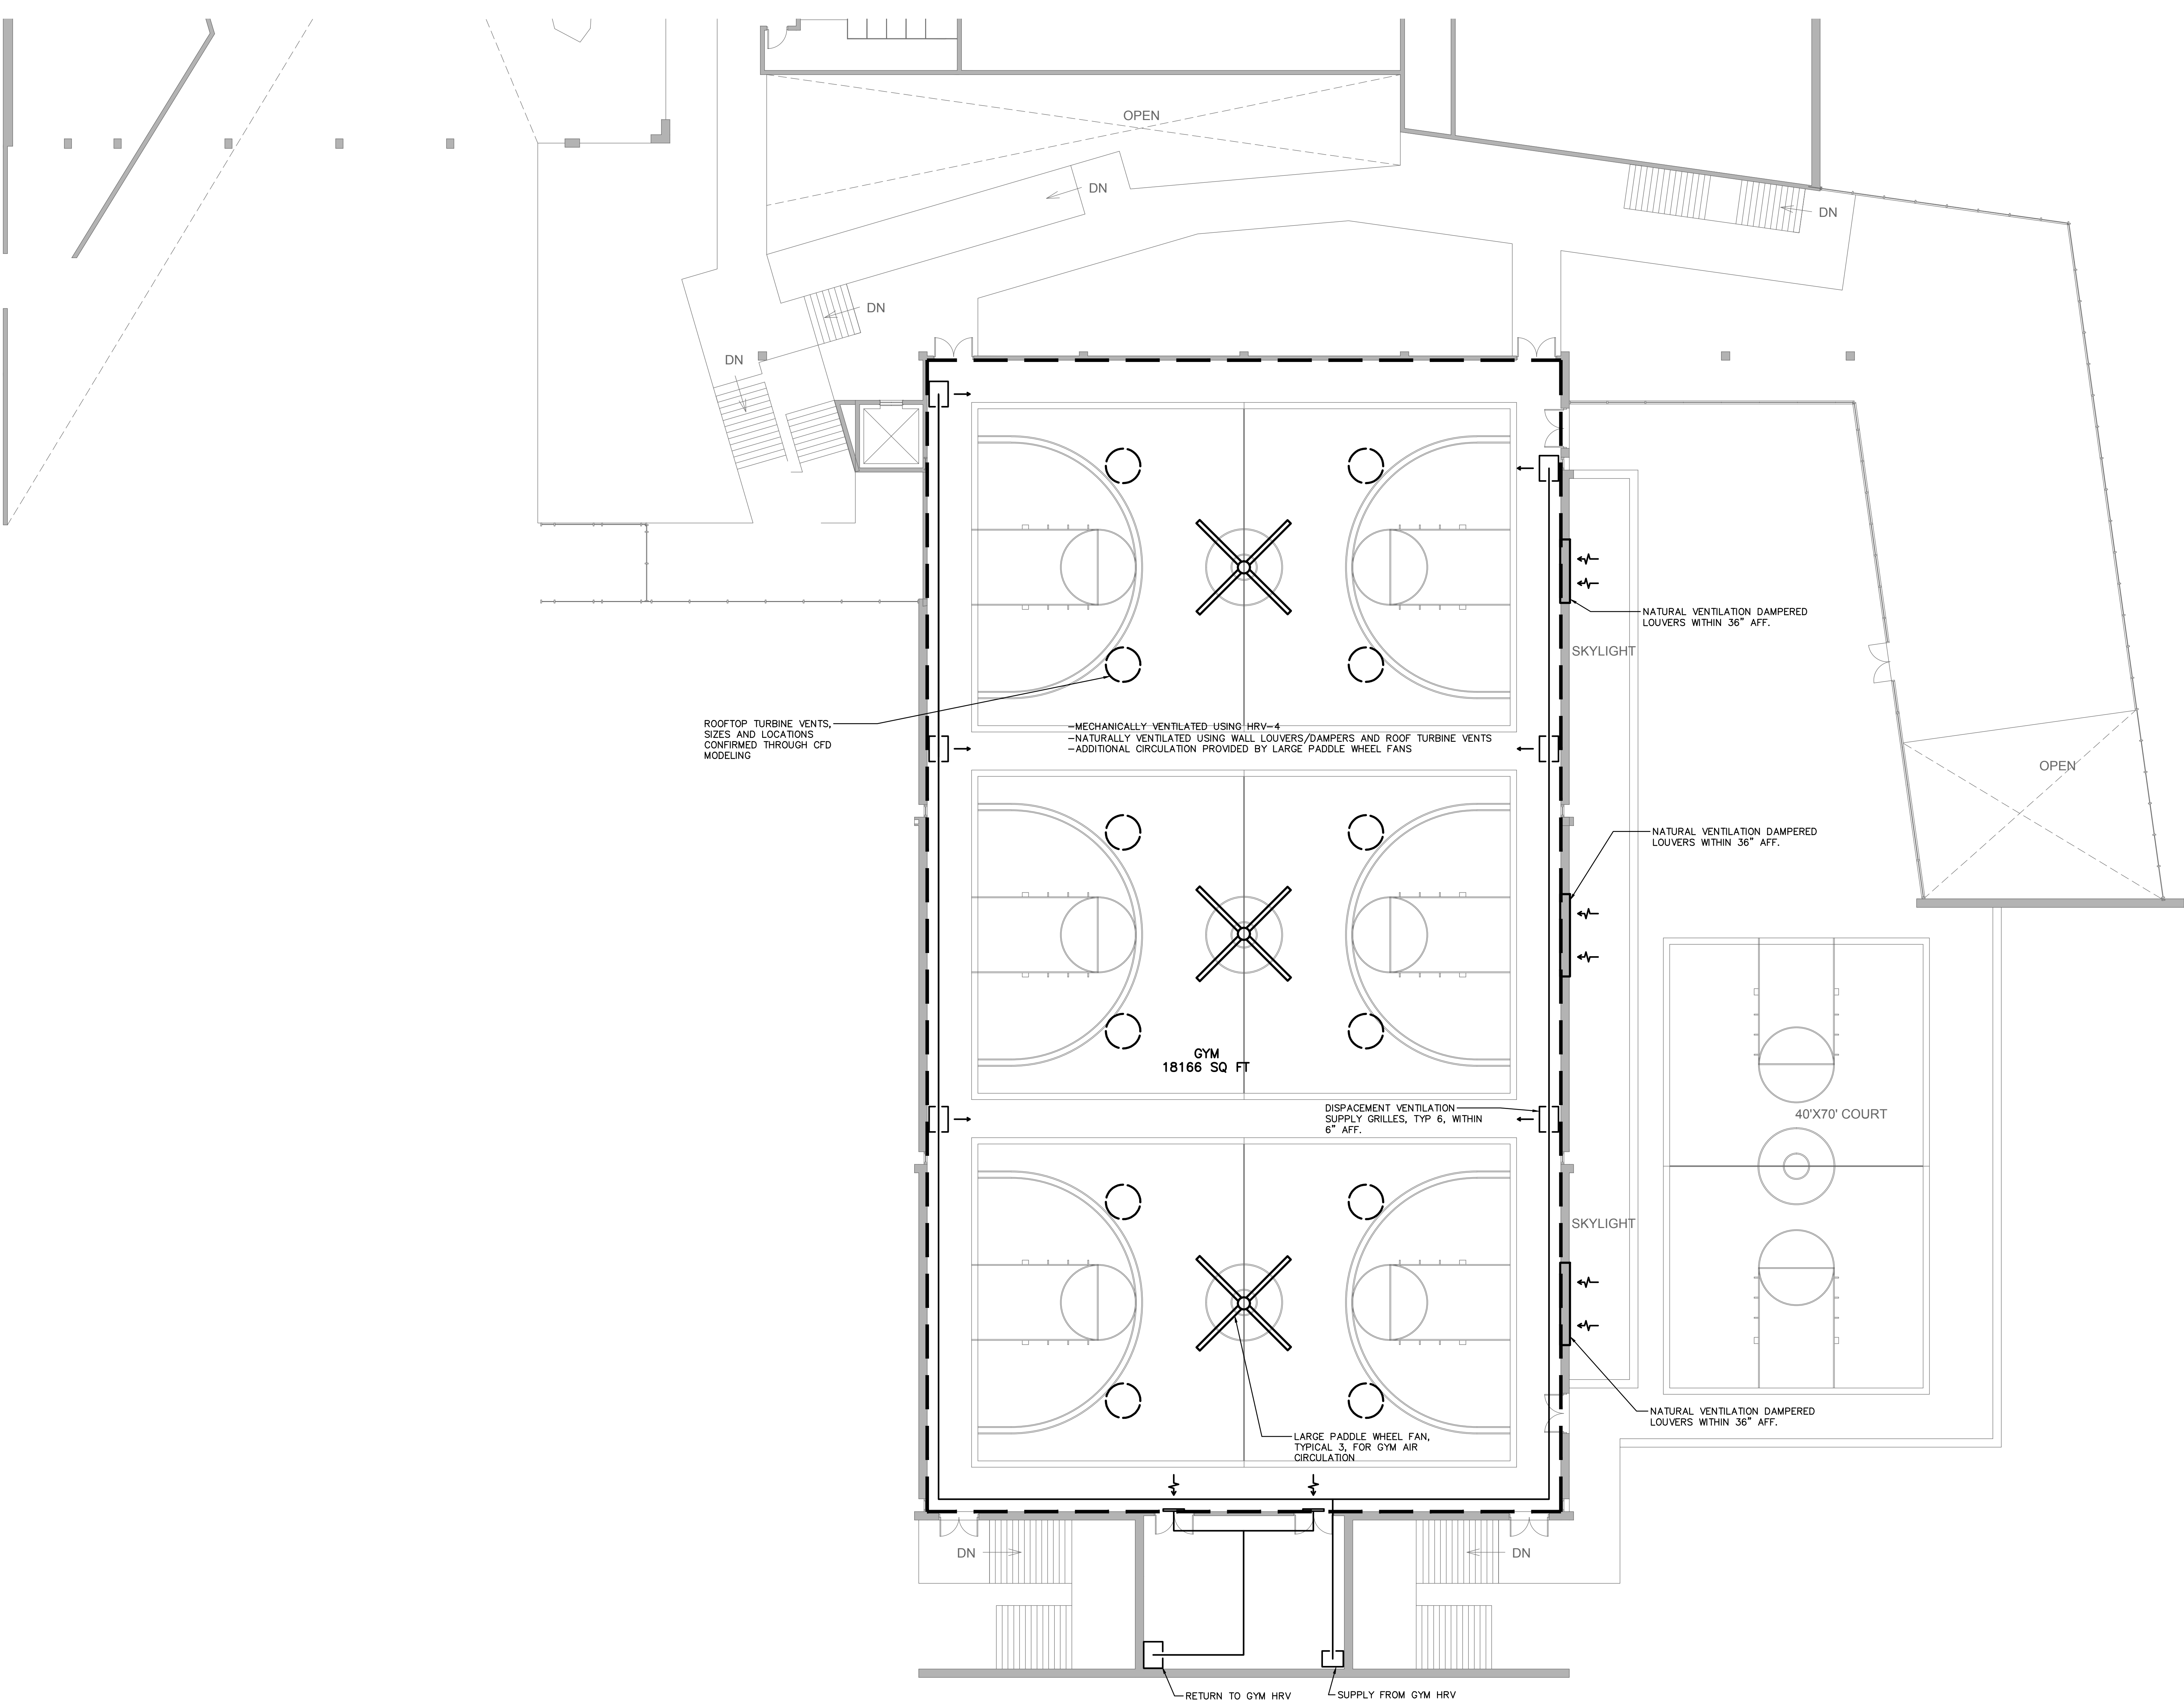 OPEN
DN
DN
DN
DN
NATURAL VENTILATION DAMPERED
LOUVERS WITHIN 36" AFF.
SKYLIGHT
ROOFTOP TURBINE VENTS,
SIZES AND LOCATIONS
CONFIRMED THROUGH CFD
MODELING
-MECHANICALLY VENTILATED USING HRV-4
-NATURALLY VENTILATED USING WALL LOUVERS/DAMPERS AND ROOF TURBINE VENTS
-ADDITIONAL CIRCULATION PROVIDED BY LARGE PADDLE WHEEL FANS
OPEN
NATURAL VENTILATION DAMPERED
LOUVERS WITHIN 36" AFF.
GYM
18166 SQ FT
DISPACEMENT VENTILATION
SUPPLY GRILLES, TYP 6, WITHIN
6" AFF.
40'X70' COURT
SKYLIGHT
NATURAL VENTILATION DAMPERED
LOUVERS WITHIN 36" AFF.
LARGE PADDLE WHEEL FAN,
TYPICAL 3, FOR GYM AIR
CIRCULATION
DN
DN
RETURN TO GYM HRV
SUPPLY FROM GYM HRV